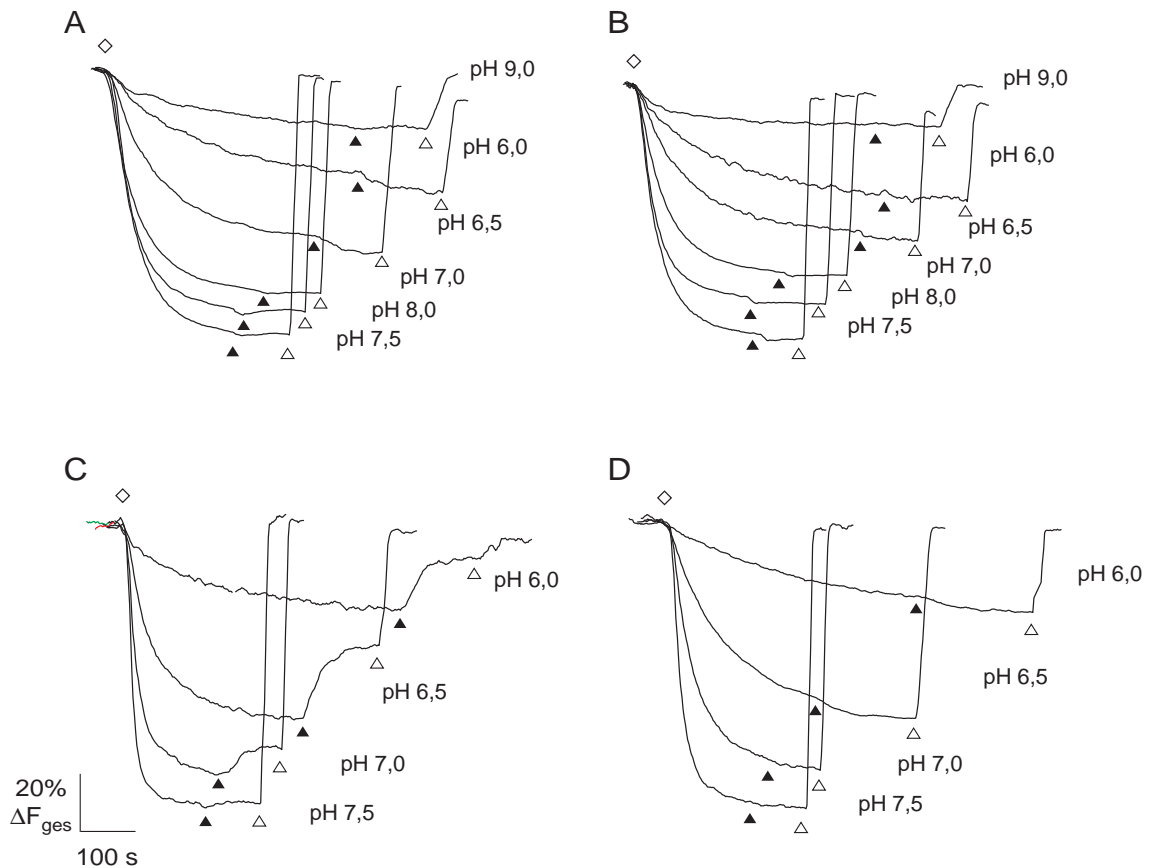 A
pH 9,0
pH 6,0
pH 6,5
pH 7,0
pH 8,0
pH 7,5
B
pH 9,0
pH 6,0
pH 6,5
pH 7,0
pH 8,0
pH 7,5
C
pH 6,0
pH 6,5
pH 7,0
pH 7,5
20%
ΔFges
100 s
D
pH 6,0
pH 6,5
pH 7,0
pH 7,5